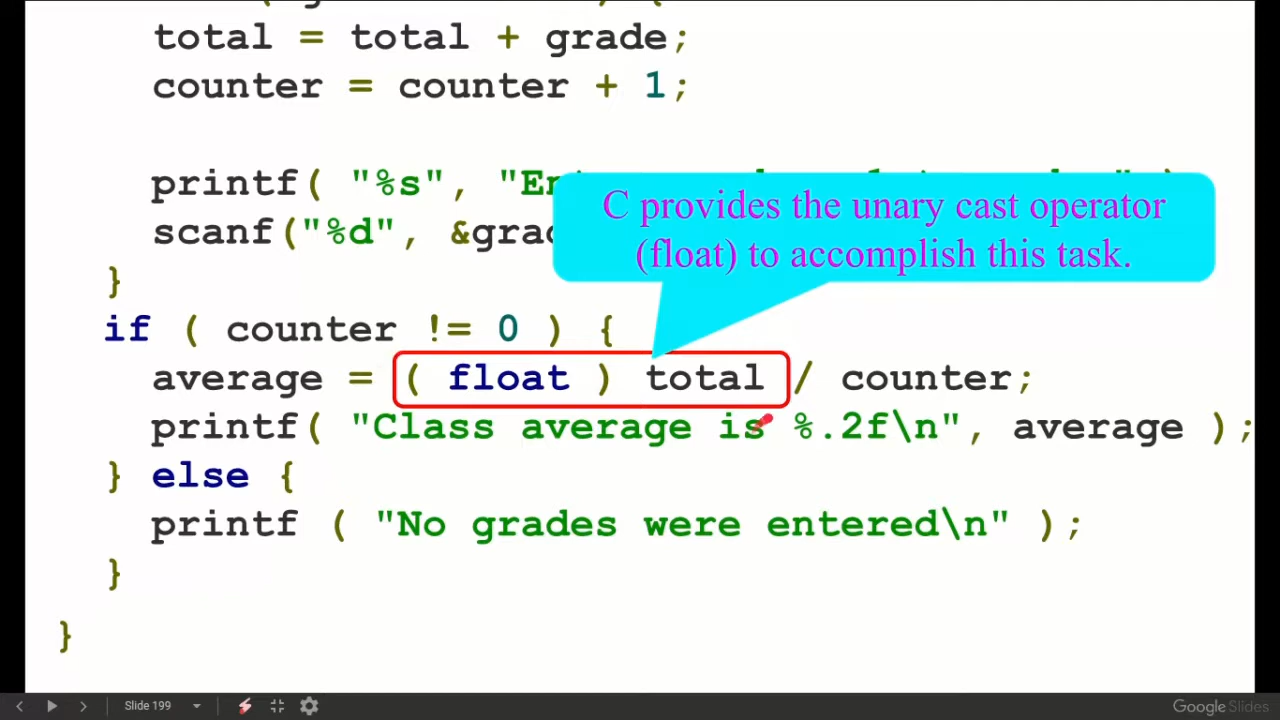 total = total + grade;
counter = counter + 1;
printf( "%s",
C provides the unary cast operator
(float) to accomplish this task.
scanf("%d",
}
if ( counter != 0 ) {
average = ( float ) total / counter;
printf( "Class average is %.2f\n", average );
} else {
printf ( "No grades were entered\n" );
}
}
Slide 199
Google Slides